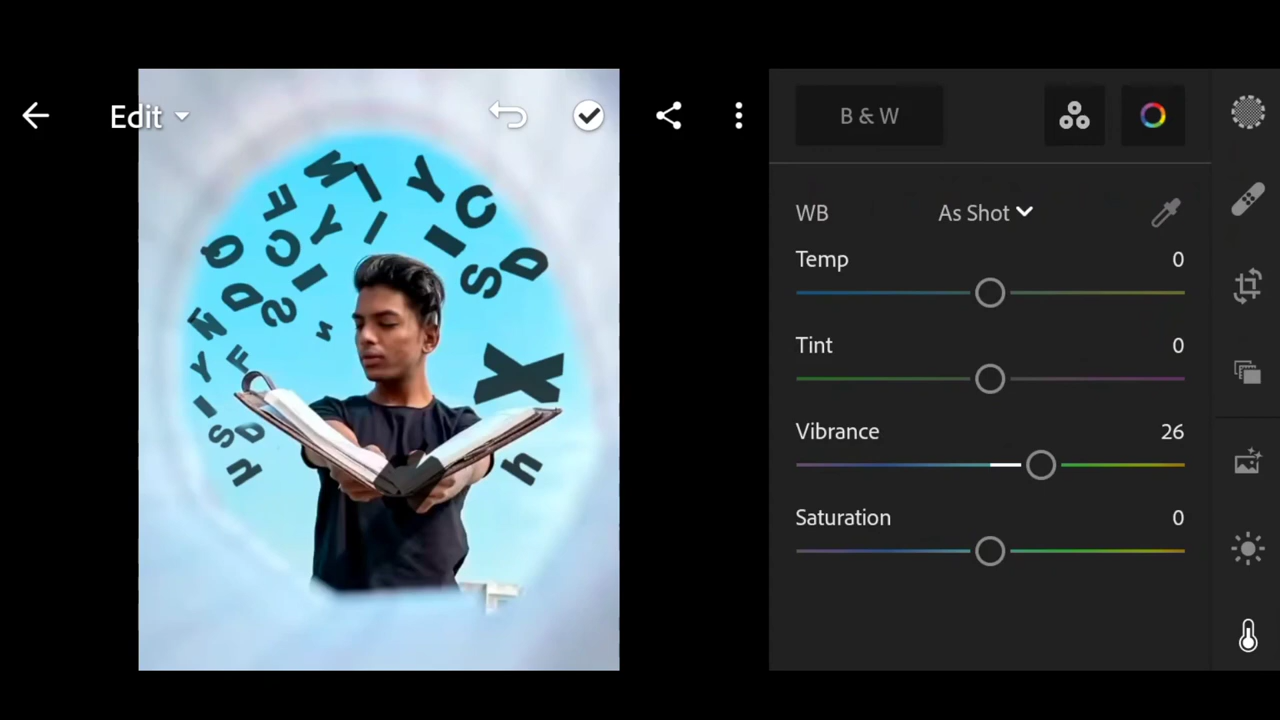 Edit
B & W
WB As Shot
Temp 0
Tint 0
Vibrance 26
Saturation 0
M I Y C
F Y I I D
Q C I S
D S
N N
Y F X
I
S D h